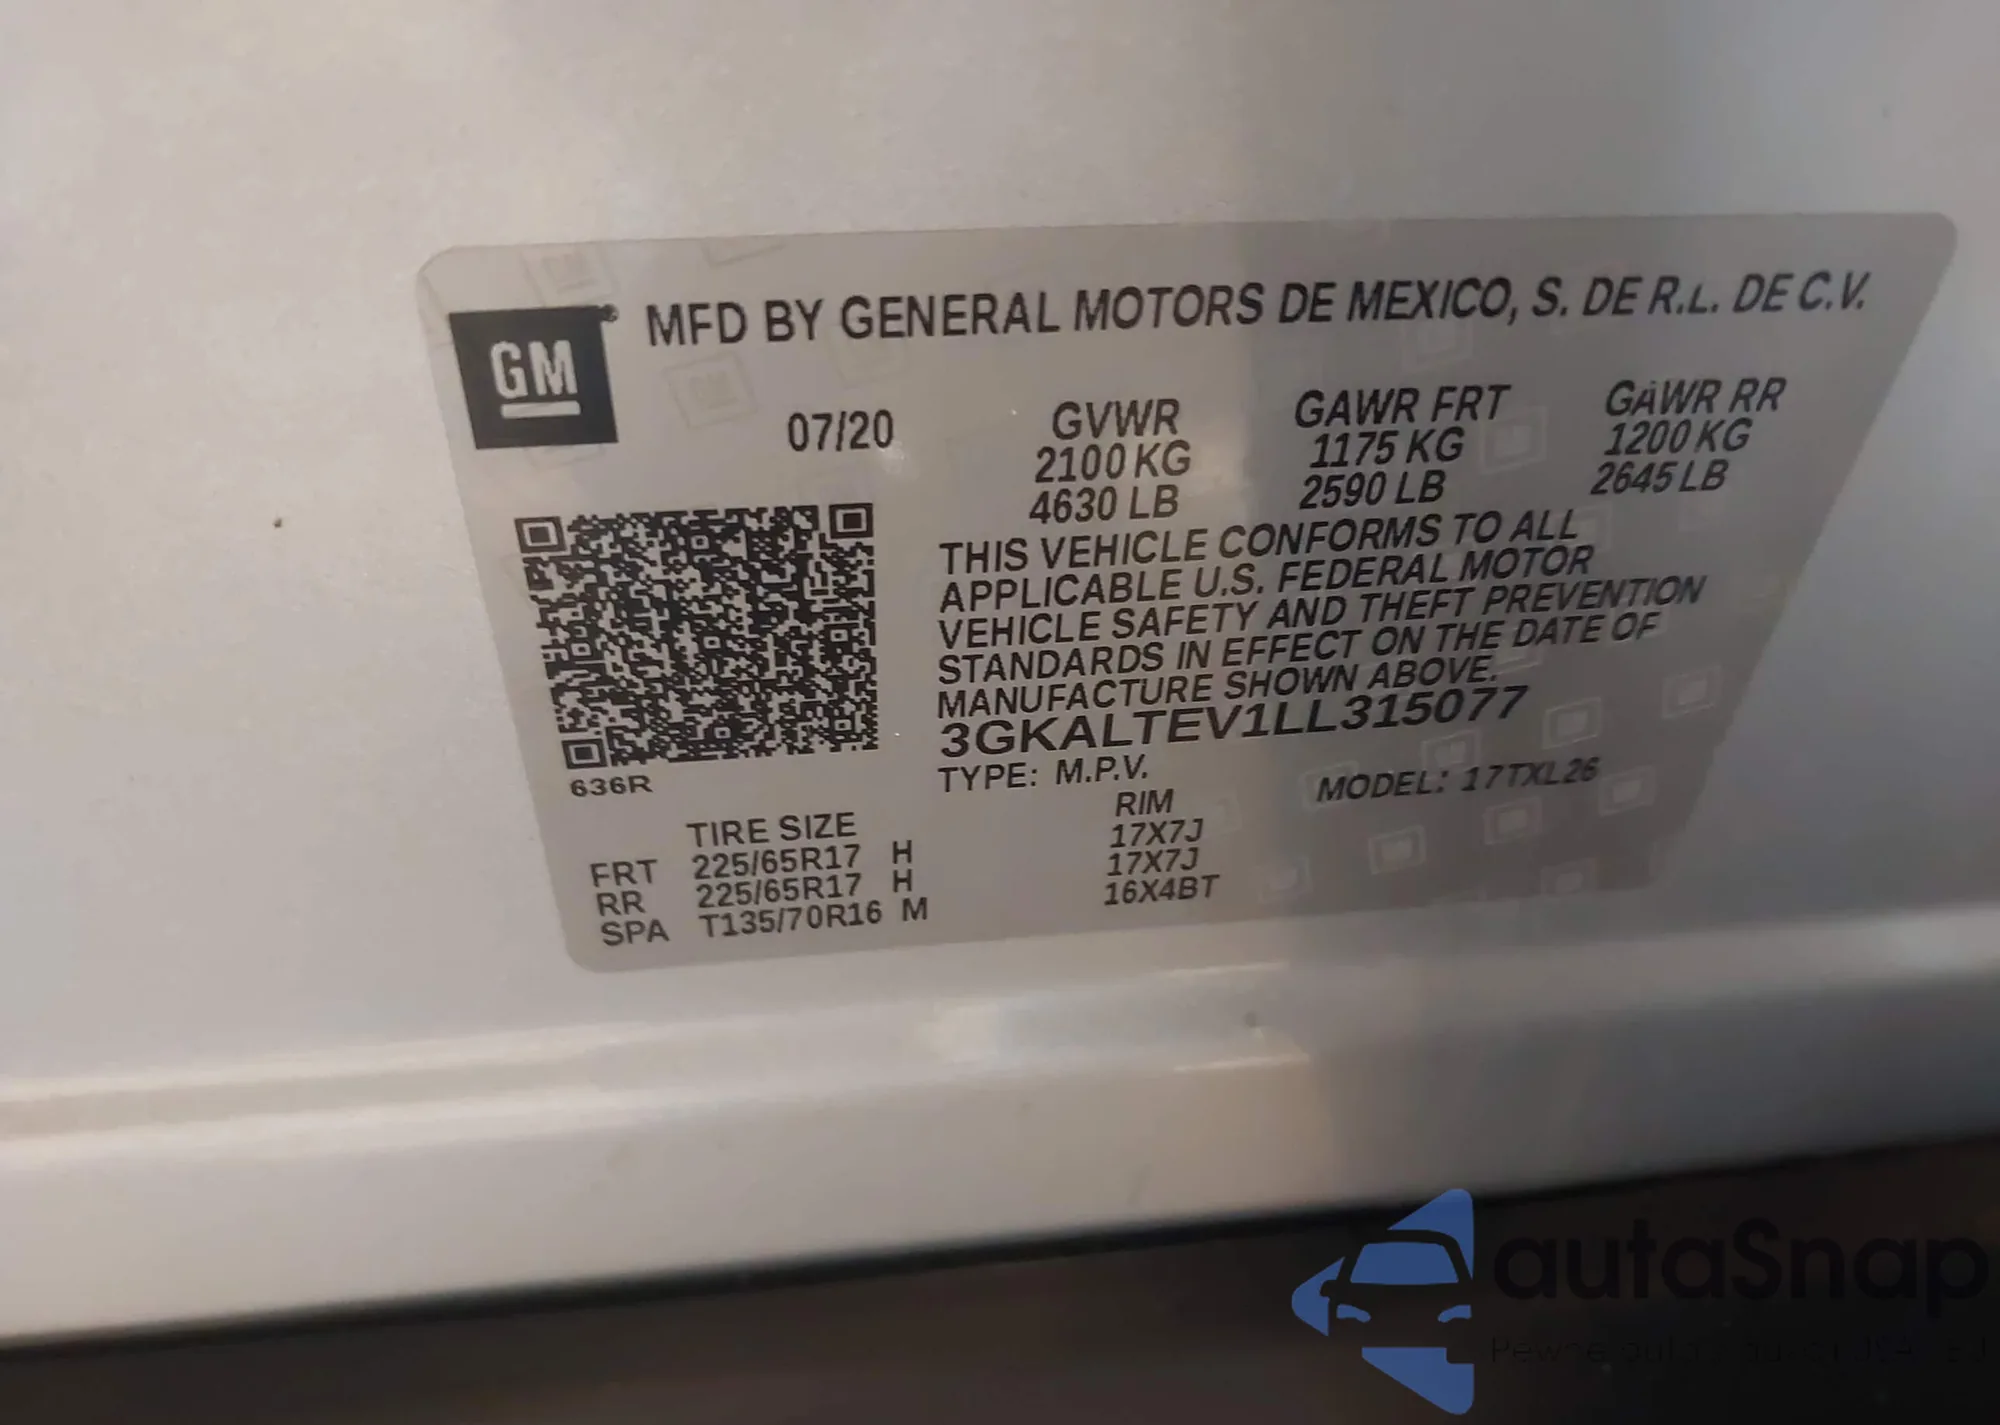 GM
MFD BY GENERAL MOTORS DE MEXICO, S. DE R.L. DE C.V.
07/20 GVWR GAWR FRT GAWR RR
2100 KG 1175 KG 1200 KG
4630 LB 2590 LB 2645 LB
THIS VEHICLE CONFORMS TO ALL
APPLICABLE U.S. FEDERAL MOTOR
VEHICLE SAFETY AND THEFT PREVENTION
STANDARDS IN EFFECT ON THE DATE OF
MANUFACTURE SHOWN ABOVE.
3GKALTEV1LL315077
636R
TYPE: M.P.V. MODEL: 17TXL26
TIRE SIZE RIM
FRT 225/65R17 H 17X7J
RR 225/65R17 H 17X7J
SPA T135/70R16 M 16X4BT
autaSnap